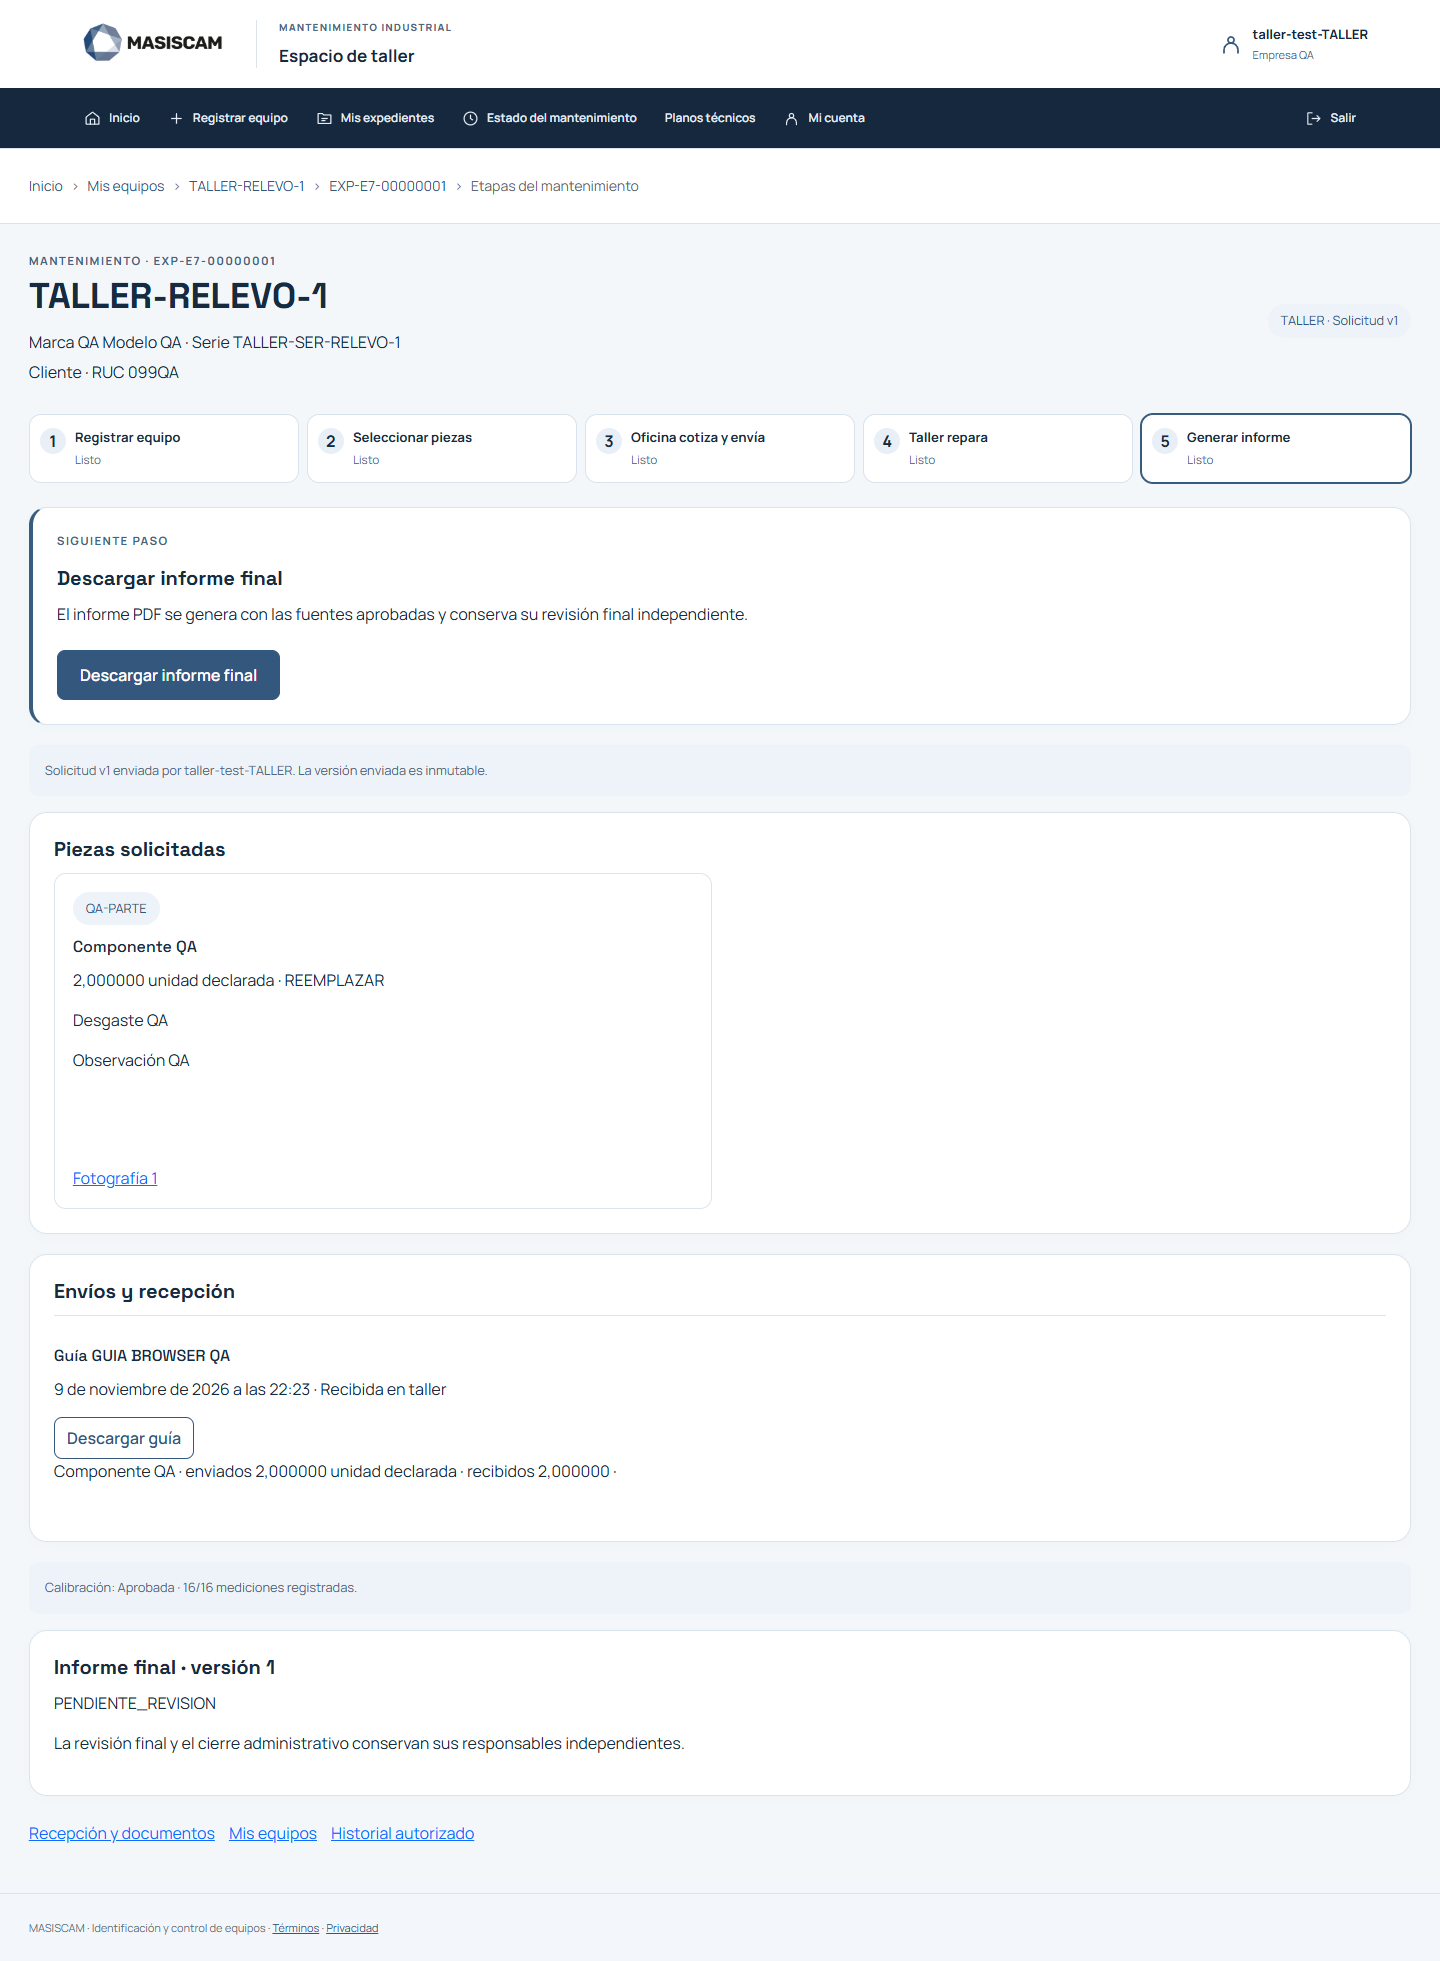 MASISCAM
MANTENIMIENTO INDUSTRIAL
Espacio de taller
taller-test-TALLER
Empresa QA
Inicio
Registrar equipo
Mis expedientes
Estado del mantenimiento
Planos técnicos
Mi cuenta
Salir
Inicio › Mis equipos › TALLER-RELEVO-1 › EXP-E7-00000001 › Etapas del mantenimiento
MANTENIMIENTO · EXP-E7-00000001
TALLER-RELEVO-1
Marca QA Modelo QA · Serie TALLER-SER-RELEVO-1
Cliente · RUC 099QA
TALLER · Solicitud v1
1 Registrar equipo
Listo
2 Seleccionar piezas
Listo
3 Oficina cotiza y envía
Listo
4 Taller repara
Listo
5 Generar informe
Listo
SIGUIENTE PASO
Descargar informe final
El informe PDF se genera con las fuentes aprobadas y conserva su revisión final independiente.
Descargar informe final
Solicitud v1 enviada por taller-test-TALLER. La versión enviada es inmutable.
Piezas solicitadas
QA-PARTE
Componente QA
2,000000 unidad declarada · REEMPLAZAR
Desgaste QA
Observación QA
Fotografía 1
Envíos y recepción
Guía GUIA BROWSER QA
9 de noviembre de 2026 a las 22:23 · Recibida en taller
Descargar guía
Componente QA · enviados 2,000000 unidad declarada · recibidos 2,000000 ·
Calibración: Aprobada · 16/16 mediciones registradas.
Informe final · versión 1
PENDIENTE_REVISION
La revisión final y el cierre administrativo conservan sus responsables independientes.
Recepción y documentos Mis equipos Historial autorizado
MASISCAM · Identificación y control de equipos · Términos · Privacidad